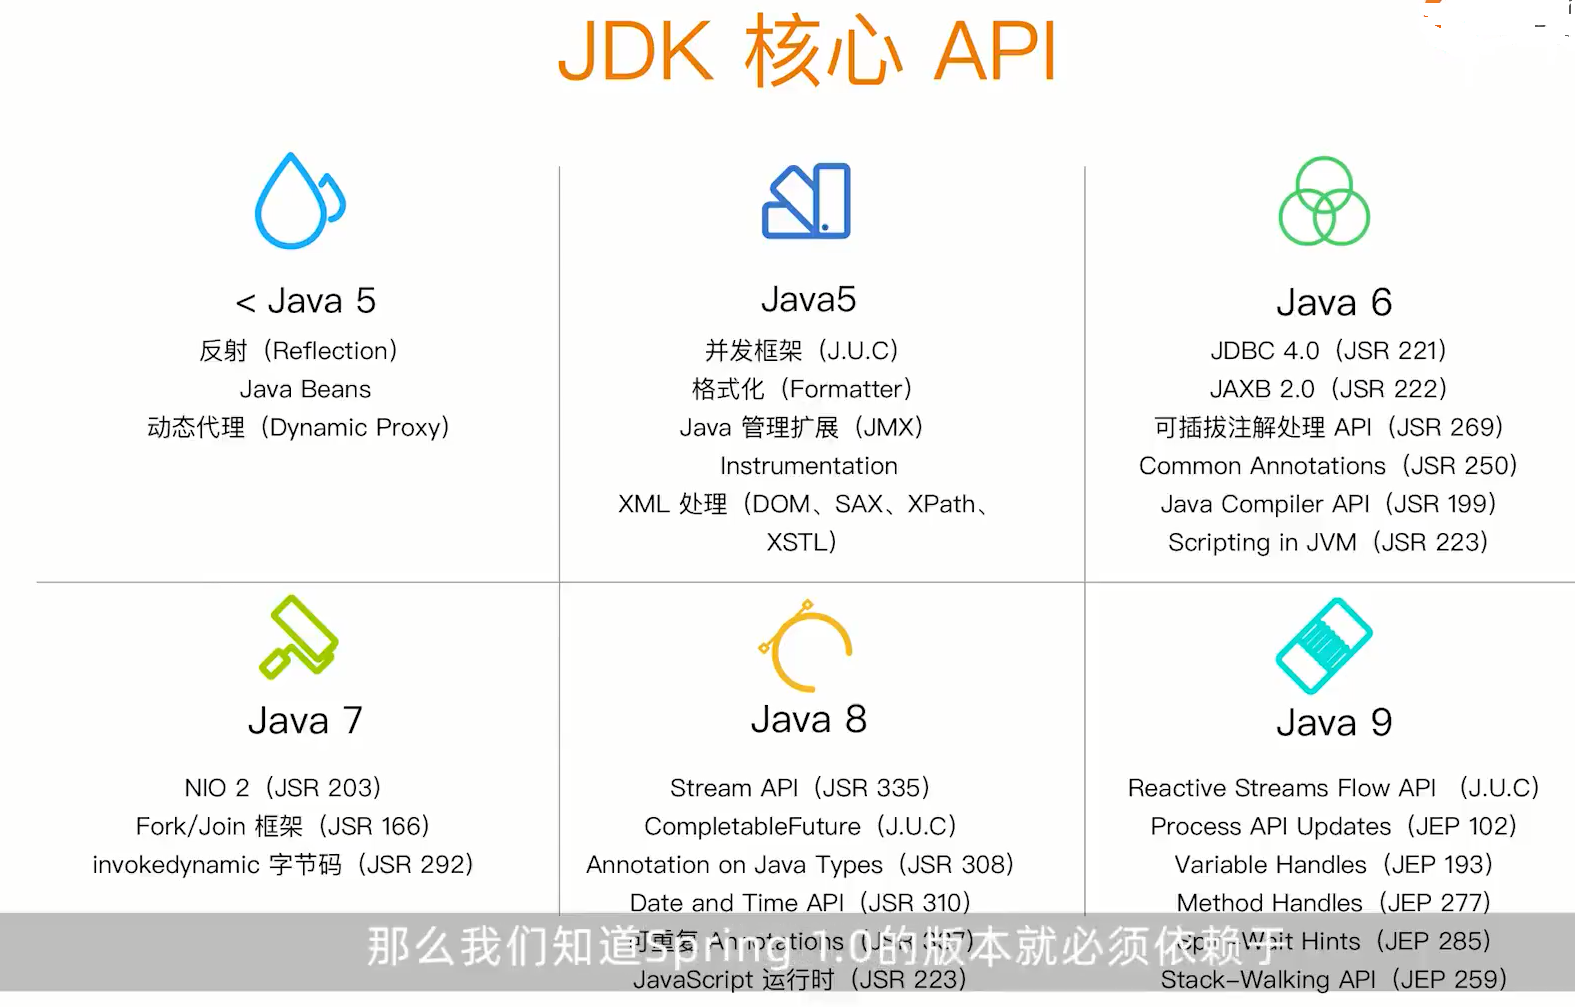 JDK 核心 API
< Java 5
反射（Reflection）
Java Beans
动态代理（Dynamic Proxy）
Java5
并发框架（J.U.C）
格式化（Formatter）
Java 管理扩展（JMX）
Instrumentation
XML 处理（DOM、SAX、XPath、
XSTL）
Java 6
JDBC 4.0（JSR 221）
JAXB 2.0（JSR 222）
可插拔注解处理 API（JSR 269）
Common Annotations（JSR 250）
Java Compiler API（JSR 199）
Scripting in JVM（JSR 223）
Java 7
NIO 2（JSR 203）
Fork/Join 框架（JSR 166）
invokedynamic 字节码（JSR 292）
Java 8
Stream API（JSR 335）
CompletableFuture（J.U.C）
Annotation on Java Types（JSR 308）
Date and Time API（JSR 310）
可重复 Annotations（JSR 337）
JavaScript 运行时（JSR 223）
Java 9
Reactive Streams Flow API （J.U.C）
Process API Updates（JEP 102）
Variable Handles（JEP 193）
Method Handles（JEP 277）
Spin-Wait Hints（JEP 285）
Stack-Walking API（JEP 259）
那么我们知道Spring 1.0的版本就必须依赖于